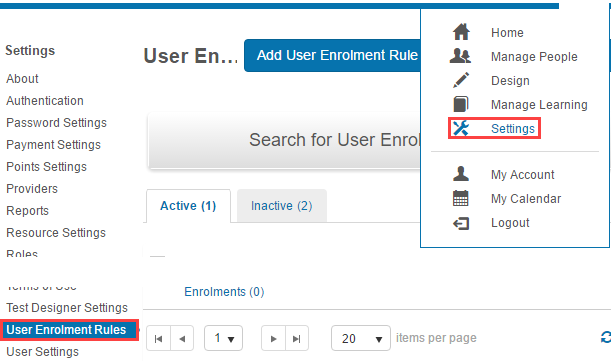 Settings
About
Authentication
Password Settings
Payment Settings
Points Settings
Providers
Reports
Resource Settings
Roles
Terms of Use
Test Designer Settings
User Enrolment Rules
User Settings
User En...
Add User Enrolment Rule
Search for User Enrol
Active (1)
Inactive (2)
Enrolments (0)
1
20
items per page
Home
Manage People
Design
Manage Learning
Settings
My Account
My Calendar
Logout